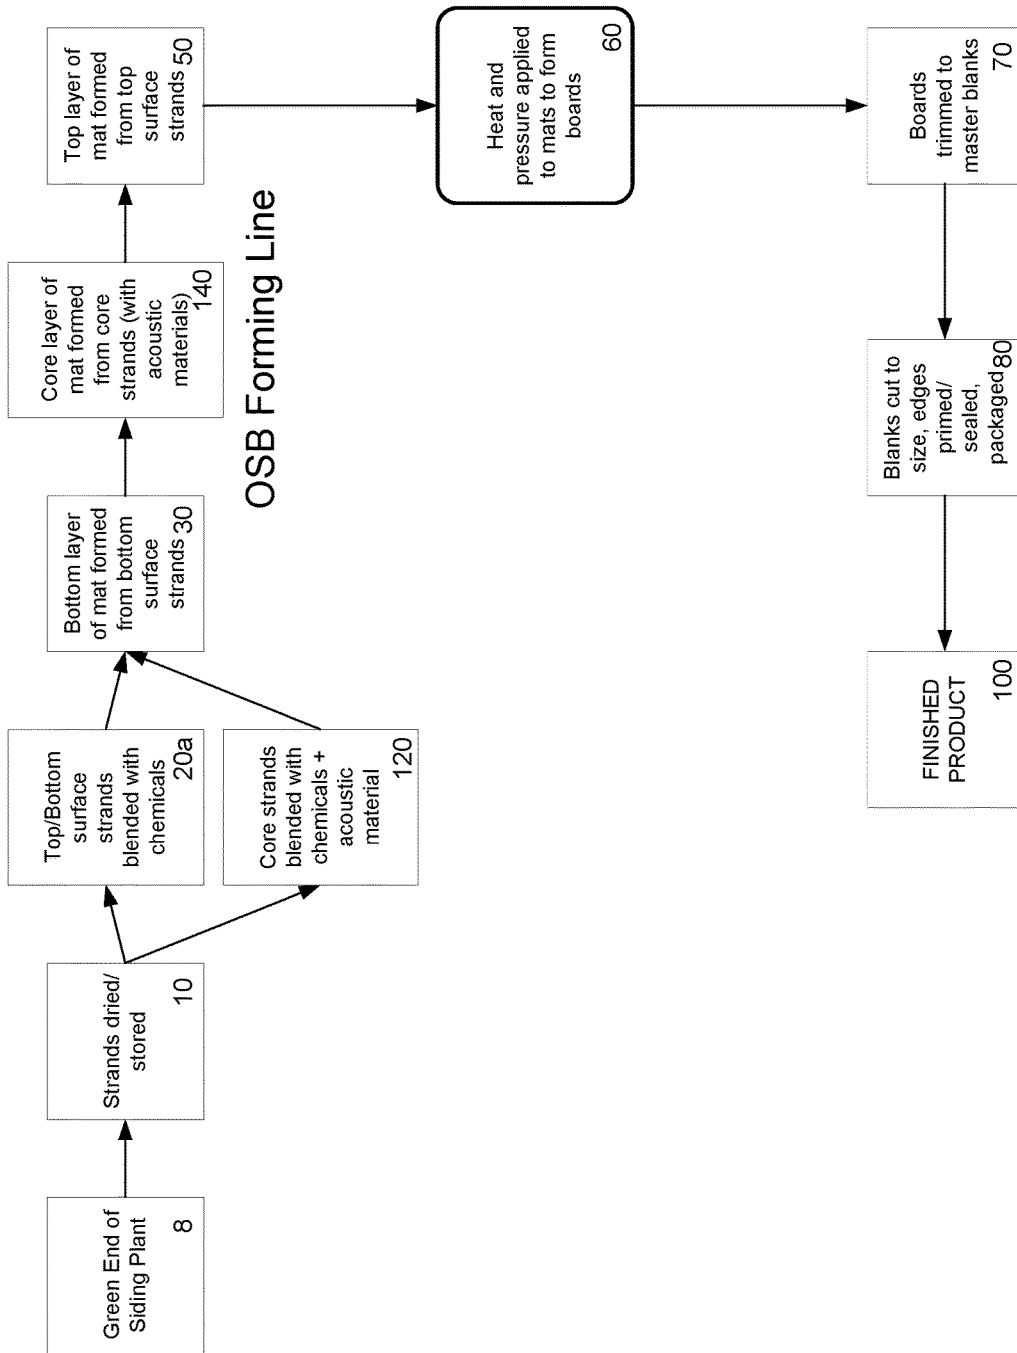 Green End of
Siding Plant
8
Strands dried/
stored
10
Top/Bottom
surface
strands
blended with
chemicals
20a
Core strands
blended with
chemicals +
acoustic
material
120
Bottom layer
of mat formed
from bottom
surface
strands 30
Core layer of
mat formed
from core
strands (with
acoustic
materials)
140
Top layer of
mat formed
from top
surface
strands 50
OSB Forming Line
Heat and
pressure applied
to mats to form
boards
60
Boards
trimmed to
master blanks
70
Blanks cut to
size, edges
primed/
sealed,
packaged 80
FINISHED
PRODUCT
100